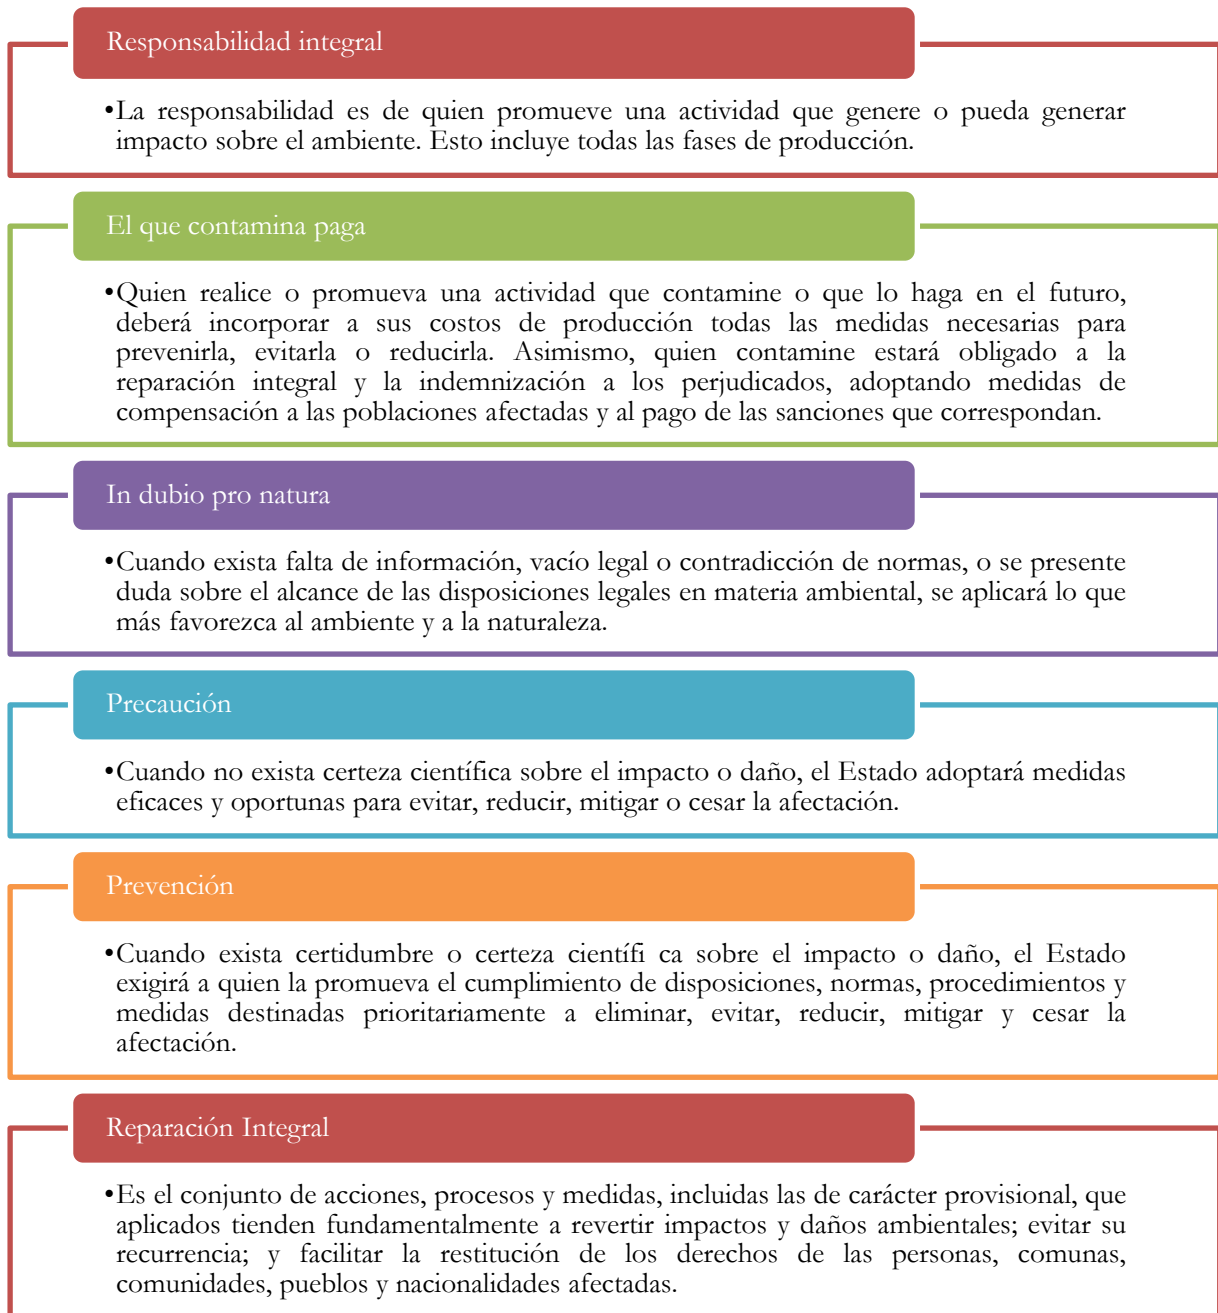 Responsabilidad integral
•La responsabilidad es de quien promueve una actividad que genere o pueda generar
impacto sobre el ambiente. Esto incluye todas las fases de producción.
El que contamina paga
•Quien realice o promueva una actividad que contamine o que lo haga en el futuro,
deberá incorporar a sus costos de producción todas las medidas necesarias para
prevenirla, evitarla o reducirla. Asimismo, quien contamine estará obligado a la
reparación integral y la indemnización a los perjudicados, adoptando medidas de
compensación a las poblaciones afectadas y al pago de las sanciones que correspondan.
In dubio pro natura
•Cuando exista falta de información, vacío legal o contradicción de normas, o se presente
duda sobre el alcance de las disposiciones legales en materia ambiental, se aplicará lo que
más favorezca al ambiente y a la naturaleza.
Precaución
•Cuando no exista certeza científica sobre el impacto o daño, el Estado adoptará medidas
eficaces y oportunas para evitar, reducir, mitigar o cesar la afectación.
Prevención
•Cuando exista certidumbre o certeza científi ca sobre el impacto o daño, el Estado
exigirá a quien la promueva el cumplimiento de disposiciones, normas, procedimientos y
medidas destinadas prioritariamente a eliminar, evitar, reducir, mitigar y cesar la
afectación.
Reparación Integral
•Es el conjunto de acciones, procesos y medidas, incluidas las de carácter provisional, que
aplicados tienden fundamentalmente a revertir impactos y daños ambientales; evitar su
recurrencia; y facilitar la restitución de los derechos de las personas, comunas,
comunidades, pueblos y nacionalidades afectadas.